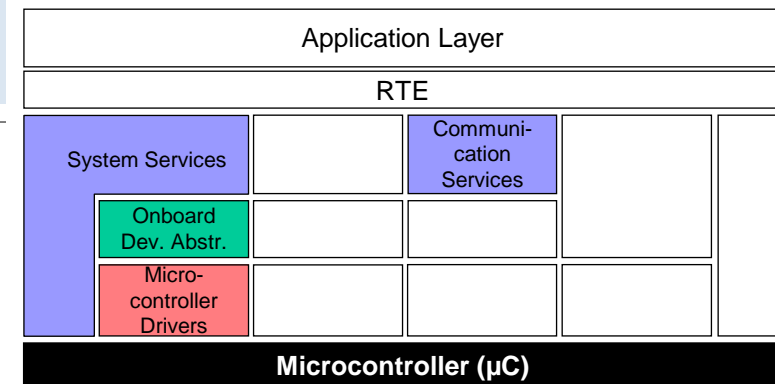 Application Layer
RTE
System Services
Communi-
cation
Services
Onboard
Dev. Abstr.
Micro-
controller
Drivers
Microcontroller (µC)